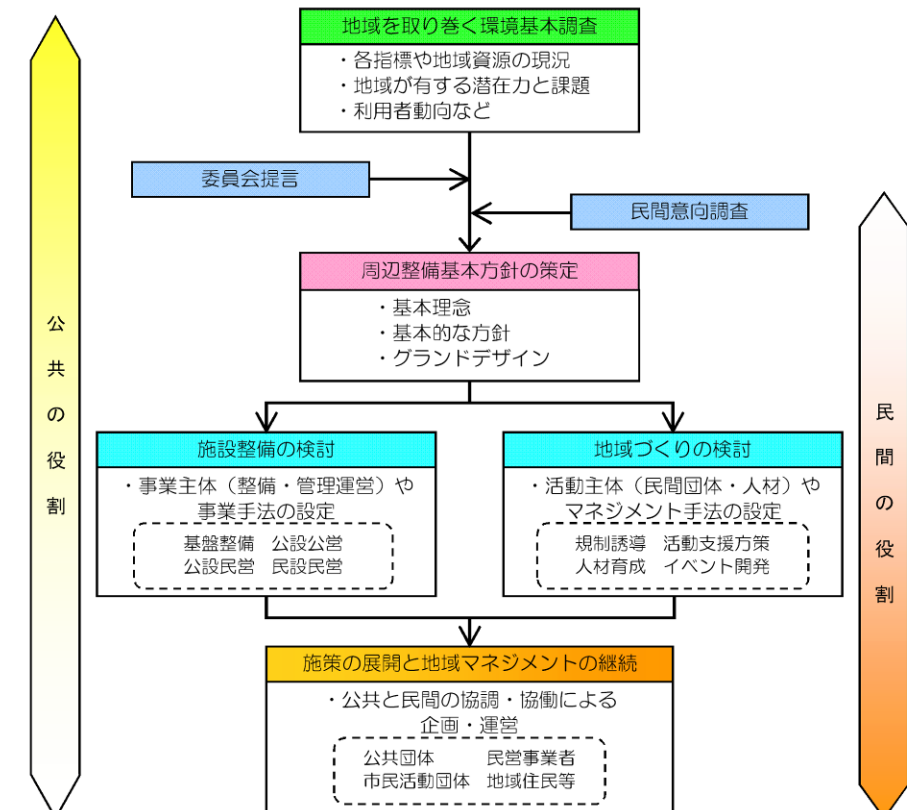 地域を取り巻く環境基本調査
・各指標や地域資源の現況
・地域が有する潜在力と課題
・利用者動向など
委員会提言
民間意向調査
周辺整備基本方針の策定
・基本理念
・基本的な方針
・グランドデザイン
公共の役割
民間の役割
施設整備の検討
・事業主体（整備・管理運営）や
事業手法の設定
基盤整備 公設公営
公設民営 民設民営
地域づくりの検討
・活動主体（民間団体・人材）や
マネジメント手法の設定
規制誘導 活動支援方策
人材育成 イベント開発
施策の展開と地域マネジメントの継続
・公共と民間の協調・協働による
企画・運営
公共団体 民営事業者
市民活動団体 地域住民等